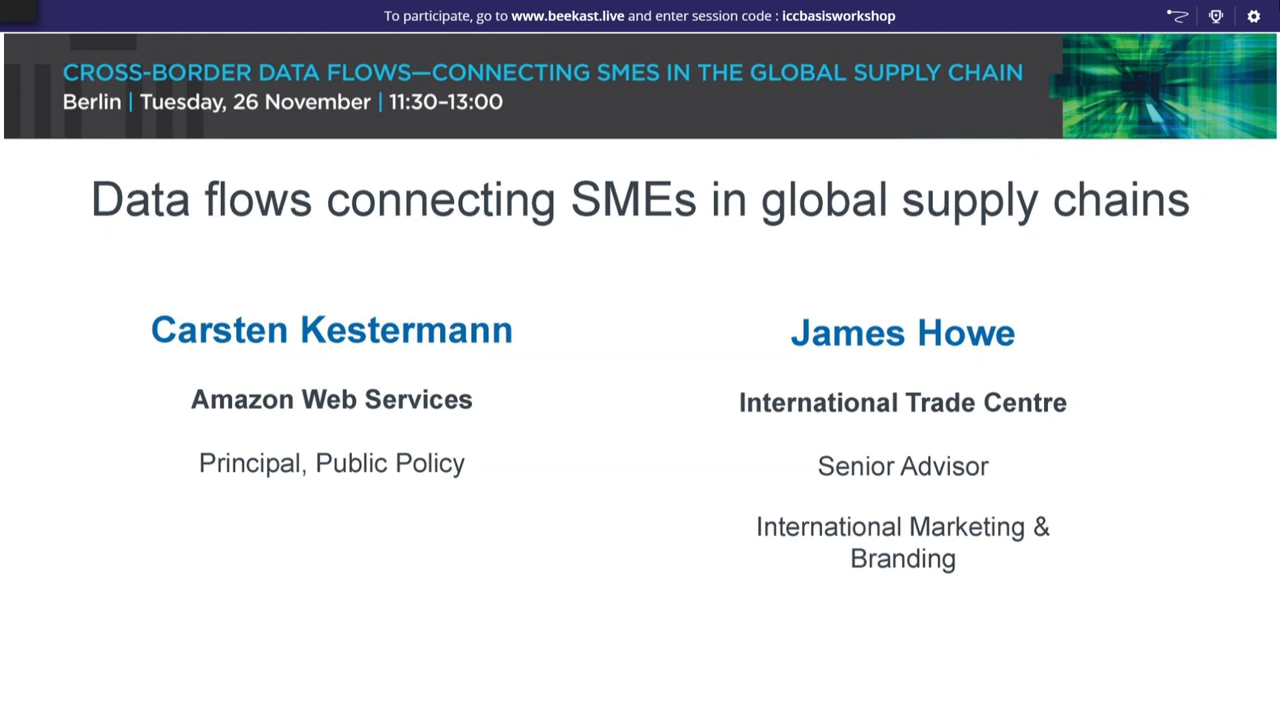 To participate, go to www.beekast.live and enter session code : iccbasisworkshop
CROSS-BORDER DATA FLOWS—CONNECTING SMES IN THE GLOBAL SUPPLY CHAIN
Berlin | Tuesday, 26 November | 11:30–13:00
Data flows connecting SMEs in global supply chains
Carsten Kestermann
Amazon Web Services
Principal, Public Policy
James Howe
International Trade Centre
Senior Advisor
International Marketing &
Branding